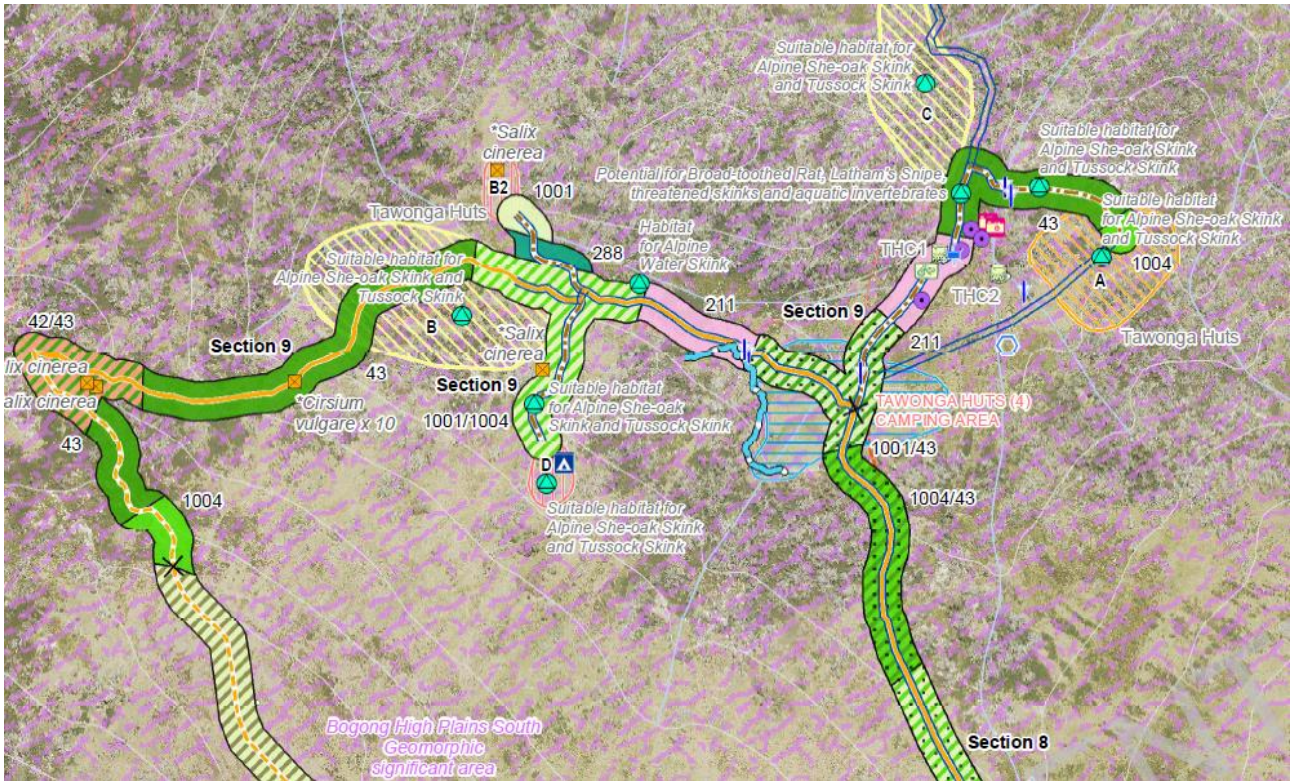 Suitable habitat for
Alpine She-oak Skink
and Tussock Skink
C
*Salix
cinerea
B2
1001
Suitable habitat for
Alpine She-oak Skink
and Tussock Skink
Potential for Broad-toothed Rat, Latham's Snipe,
threatened skinks and aquatic invertebrates
Tawonga Huts
Habitat
for Alpine
Water Skink
288
Suitable habitat
for Alpine She-oak Skink
and Tussock Skink
43
THC1
1004
A
Suitable habitat for
Alpine She-oak Skink and
Tussock Skink
B
THC2
211
Section 9
42/43
Section 9
43
*Salix
cinerea
211
Tawonga Huts
lix cinerea
alix cinerea
Section 9
*Cirsium
vulgare x 10
1001/1004
Suitable habitat
for Alpine She-oak
Skink and Tussock Skink
TAWONGA HUTS (4)
CAMPING AREA
43
1001/43
D
1004
1004/43
Suitable habitat for
Alpine She-oak Skink
and Tussock Skink
Bogong High Plains South
Geomorphic
significant area
Section 8